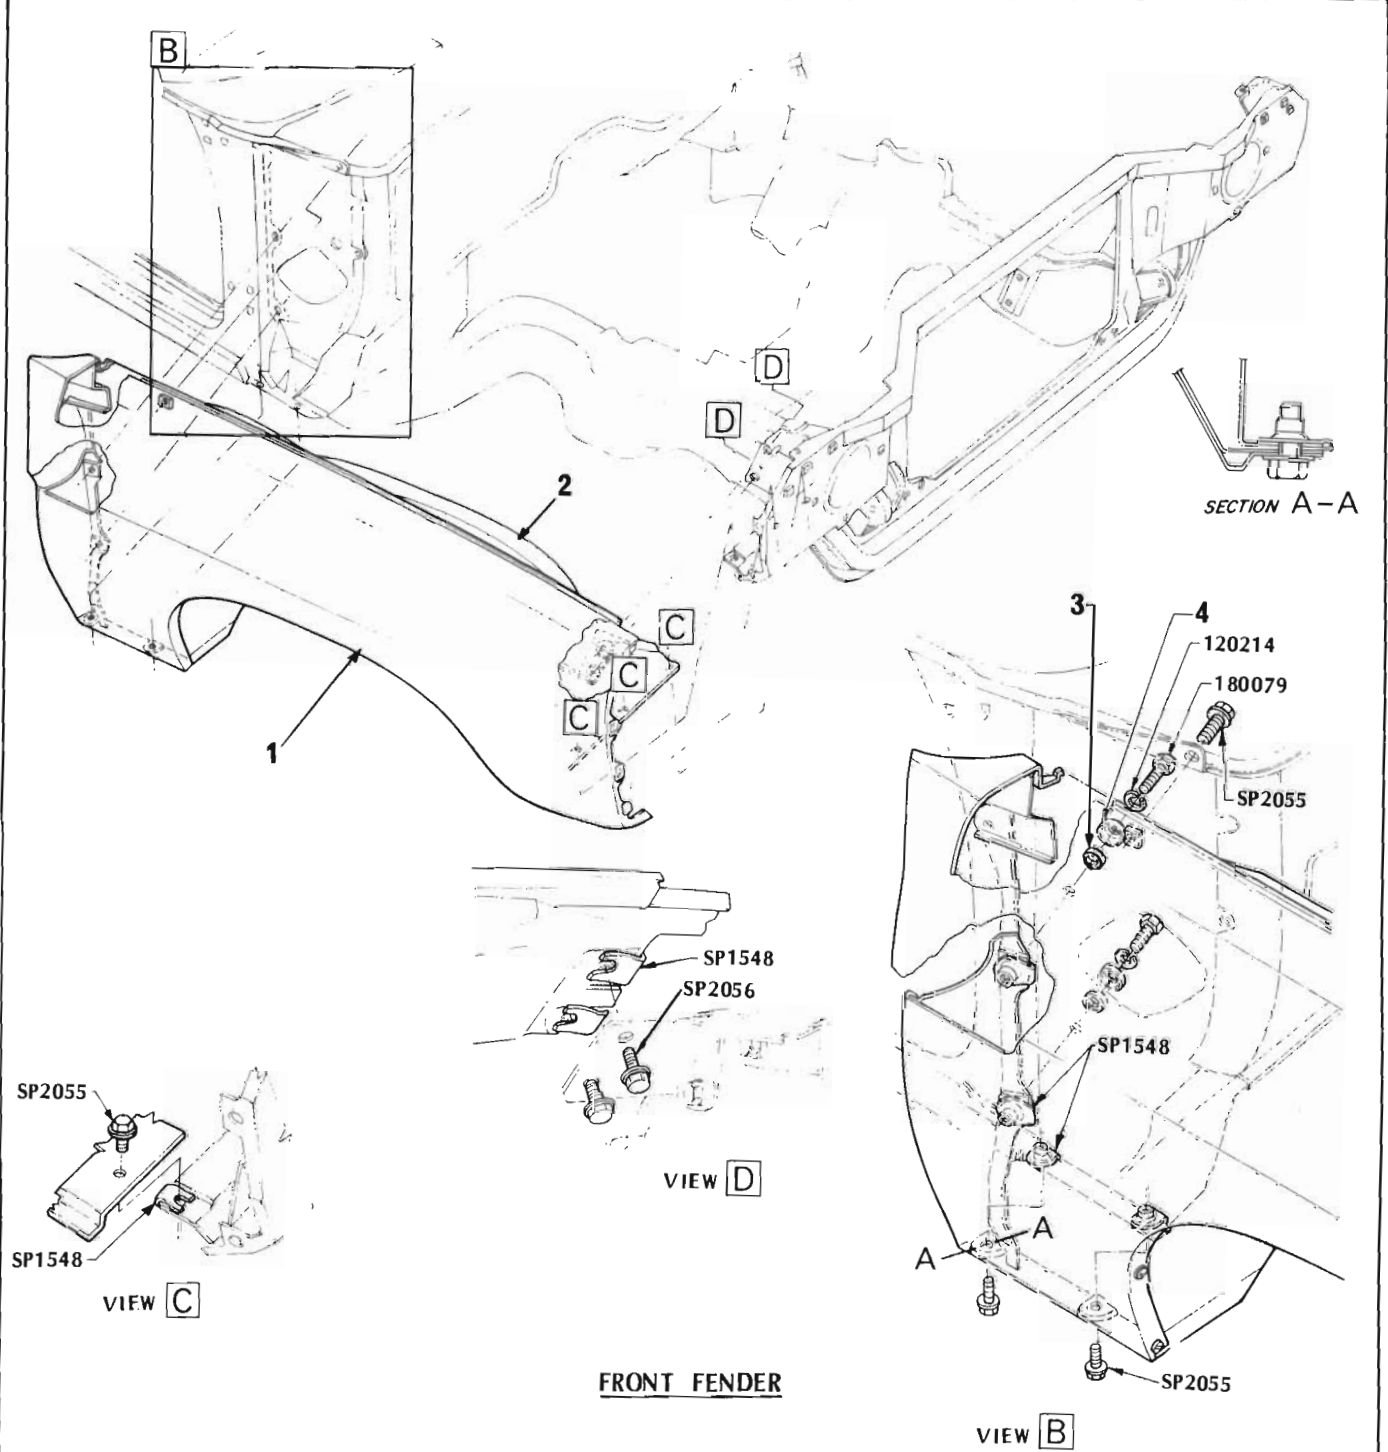 B
D
D
SECTION A-A
2
C
C
C
1
3
4
120214
180079
SP2055
SP1548
SP2056
SP1548
VIEW D
SP2055
SP1548
VIEW C
A
A
SP2055
FRONT FENDER
VIEW B